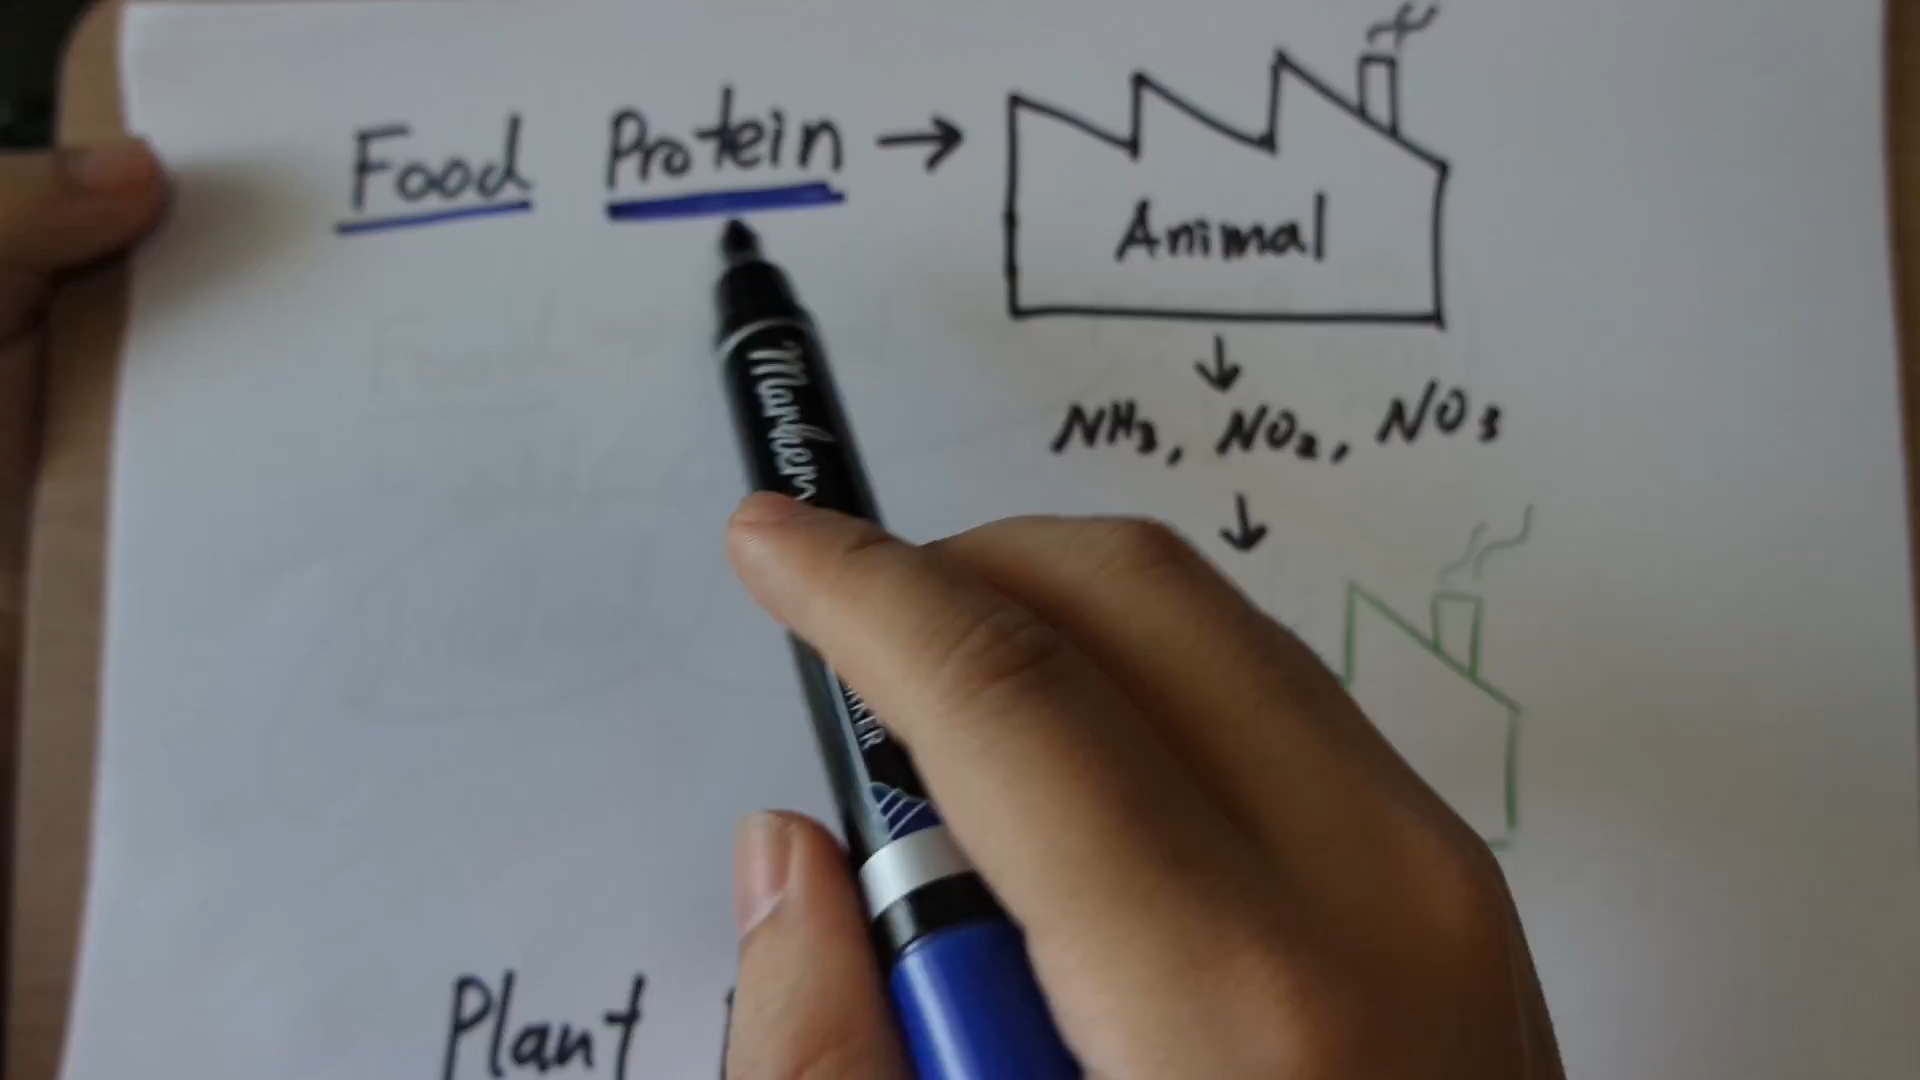 Food Protein →
Animal
NH₃, NO₂, NO₃
Plant